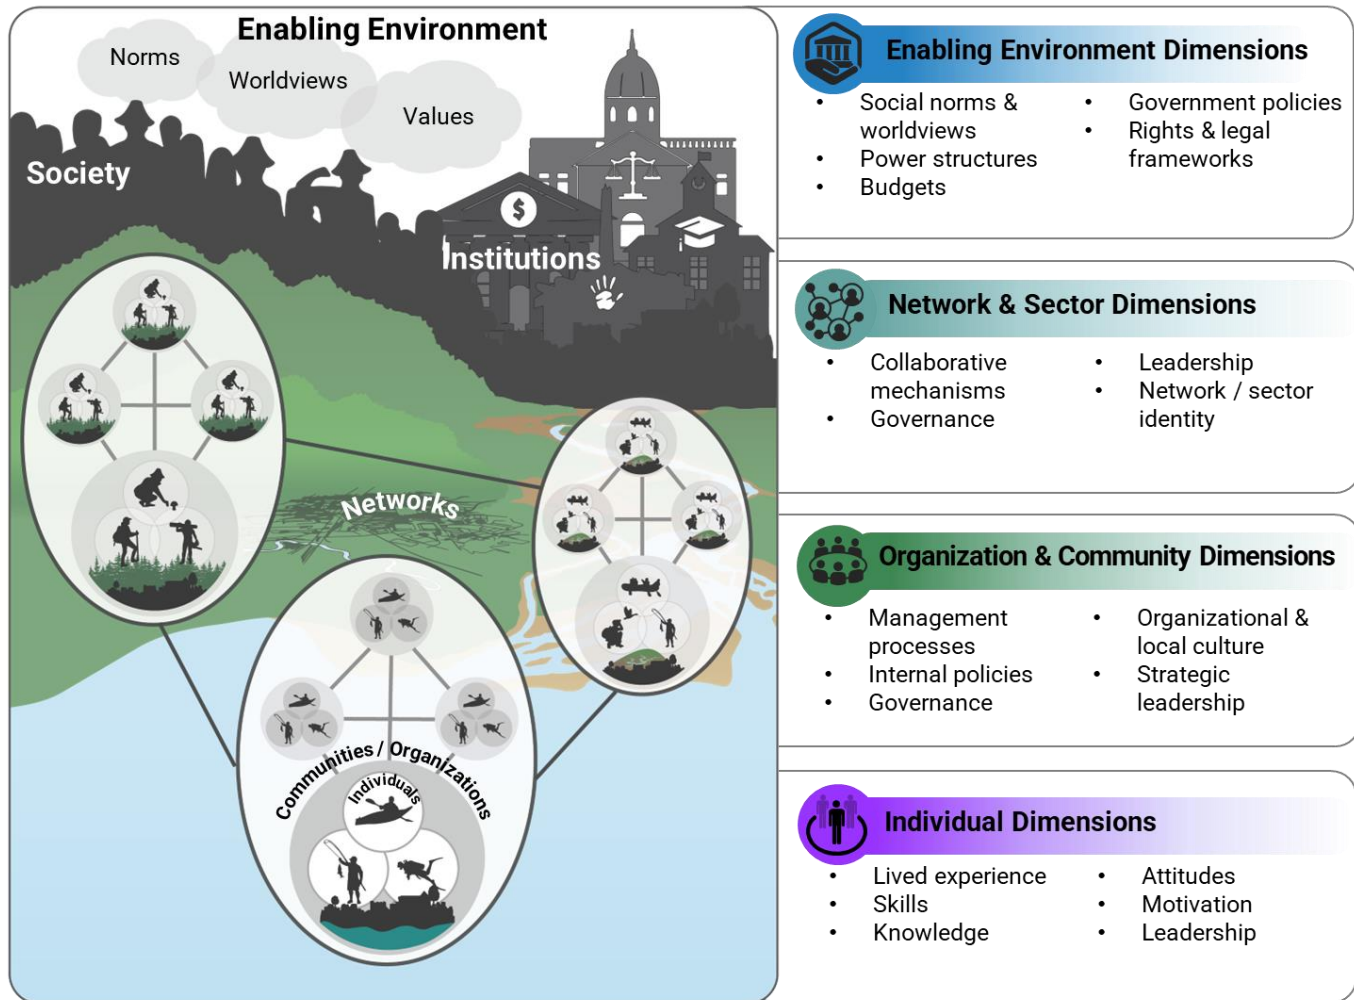 Enabling Environment
Norms
Worldviews
Values
Society
$
Institutions
Networks
Communities / Organizations
Individuals
Enabling Environment Dimensions
• Social norms &
worldviews
• Power structures
• Budgets
• Government policies
• Rights & legal
frameworks
Network & Sector Dimensions
• Collaborative
mechanisms
• Governance
• Leadership
• Network / sector
identity
Organization & Community Dimensions
• Management
processes
• Internal policies
• Governance
• Organizational &
local culture
• Strategic
leadership
Individual Dimensions
• Lived experience
• Skills
• Knowledge
• Attitudes
• Motivation
• Leadership